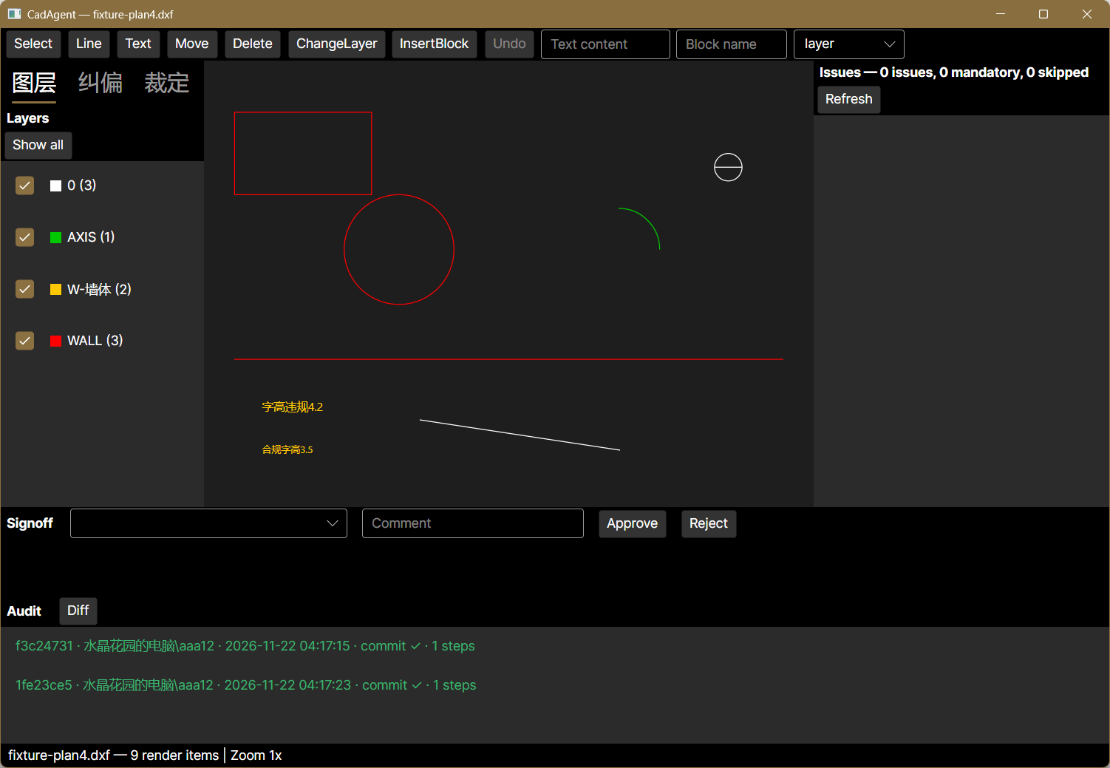 CadAgent — fixture-plan4.dxf
Select Line Text Move Delete ChangeLayer InsertBlock Undo Text content Block name layer
图层 纠偏 裁定
Issues — 0 issues, 0 mandatory, 0 skipped
Refresh
Layers
Show all
0 (3)
AXIS (1)
W-墙体 (2)
WALL (3)
字高违规4.2
合规字高3.5
Signoff Comment Approve Reject
Audit Diff
f3c24731 · 水晶花园的电脑\aaa12 · 2026-11-22 04:17:15 · commit ✓ · 1 steps
1fe23ce5 · 水晶花园的电脑\aaa12 · 2026-11-22 04:17:23 · commit ✓ · 1 steps
fixture-plan4.dxf — 9 render items | Zoom 1x